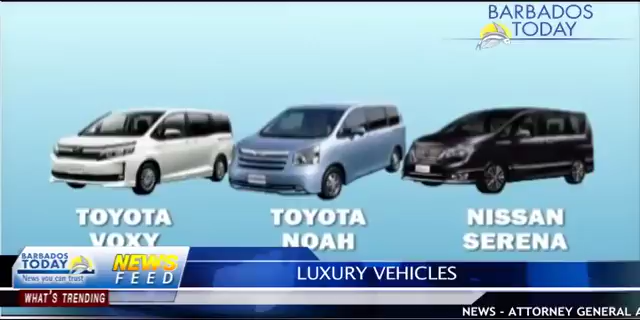 BARBADOS
TODAY
TOYOTA
VOXY
TOYOTA
NOAH
NISSAN
SERENA
BARBADOS
TODAY
News you can trust
NEWS
FEED
LUXURY VEHICLES
WHAT'S TRENDING
NEWS - ATTORNEY GENERAL